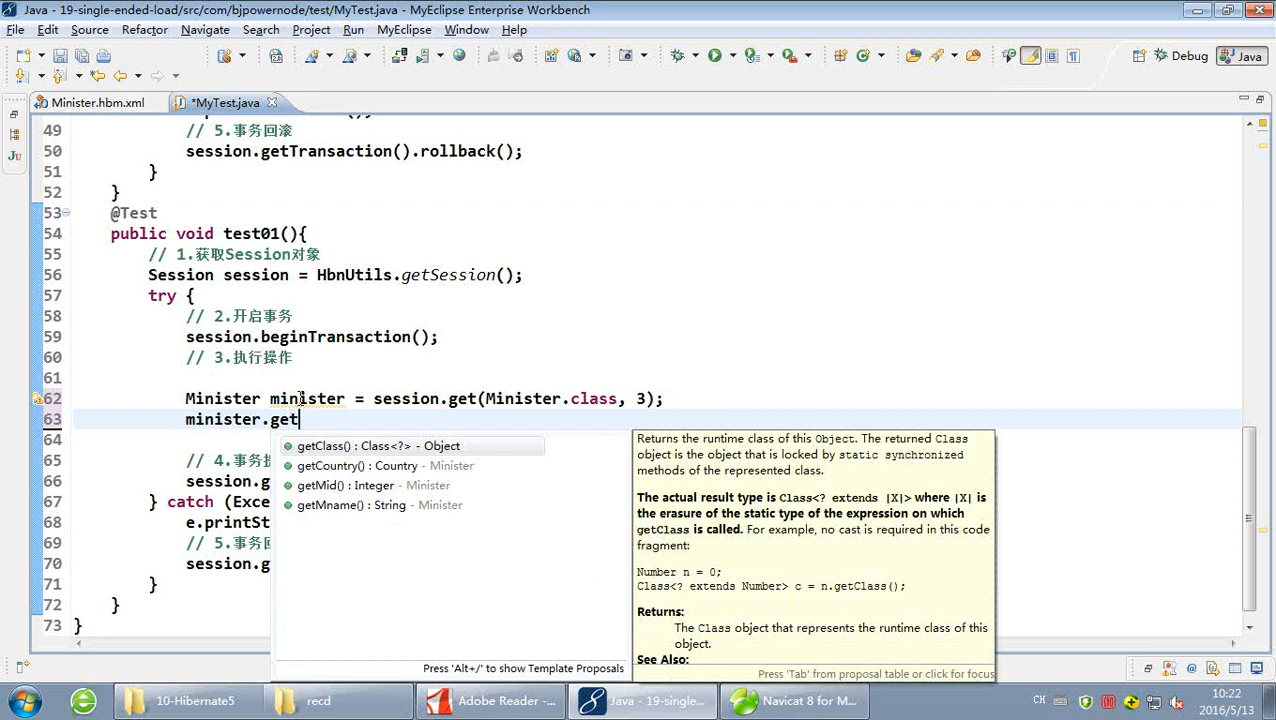 Java - 19-single-ended-load/src/com/bjpowernode/test/MyTest.java - MyEclipse Enterprise Workbench
File Edit Source Refactor Navigate Search Project Run MyEclipse Window Help
Debug Java
Minister.hbm.xml *MyTest.java
49 // 5.事务回滚
50 session.getTransaction().rollback();
51 }
52 }
53 @Test
54 public void test01(){
55 // 1.获取Session对象
56 Session session = HbnUtils.getSession();
57 try {
58 // 2.开启事务
59 session.beginTransaction();
60 // 3.执行操作
61
62 Minister minister = session.get(Minister.class, 3);
63 minister.get
64
65 // 4.事务
66 session.g
67 } catch (Exce
68 e.printSt
69 // 5.事务回
70 session.g
71 }
72 }
73 }
getClass() : Class<?> - Object
getCountry() : Country - Minister
getMid() : Integer - Minister
getMname() : String - Minister
Press 'Alt+/' to show Template Proposals
Returns the runtime class of this Object. The returned Class
object is the object that is locked by static synchronized
methods of the represented class.
The actual result type is Class<? extends |X|> where |X| is
the erasure of the static type of the expression on which
getClass is called. For example, no cast is required in this code
fragment:
Number n = 0;
Class<? extends Number> c = n.getClass();
Returns:
The Class object that represents the runtime class of this
object.
See Also:
Press 'Tab' from proposal table or click for focus
10-Hibernate5 recd Adobe Reader - ... Java - 19-single... Navicat 8 for M... CH 10:22
2016/5/13